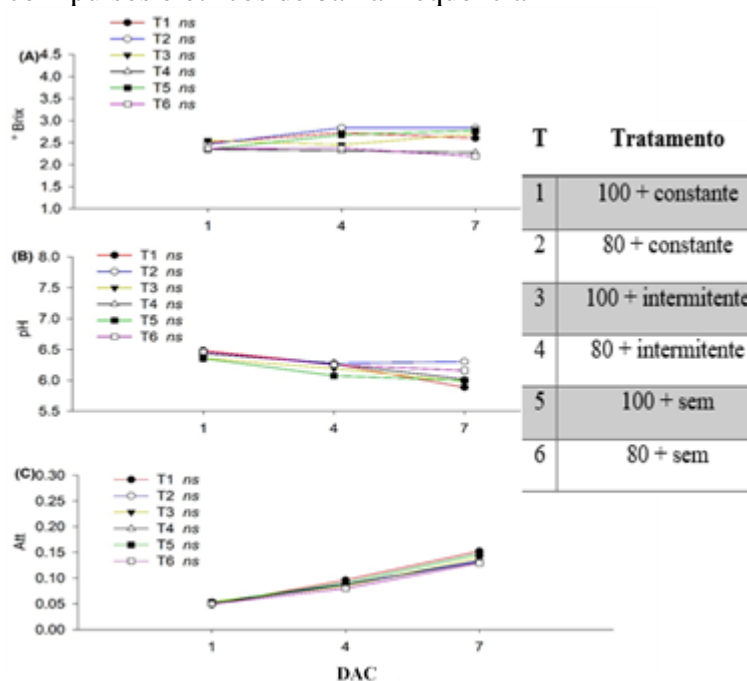 (A)
T1 ns
T2 ns
T3 ns
T4 ns
T5 ns
T6 ns
° Brix
4.5
4.0
3.5
3.0
2.5
2.0
1.5
1.0
1 4 7
(B)
T1 ns
T2 ns
T3 ns
T4 ns
T5 ns
T6 ns
pH
8.0
7.5
7.0
6.5
6.0
5.5
1 4 7
(C)
T1 ns
T2 ns
T3 ns
T4 ns
T5 ns
T6 ns
Att
0.30
0.25
0.20
0.15
0.10
0.05
0.00
1 4 7
DAC
T Tratamento
1 100 + constante
2 80 + constante
3 100 + intermitente
4 80 + intermitente
5 100 + sem
6 80 + sem